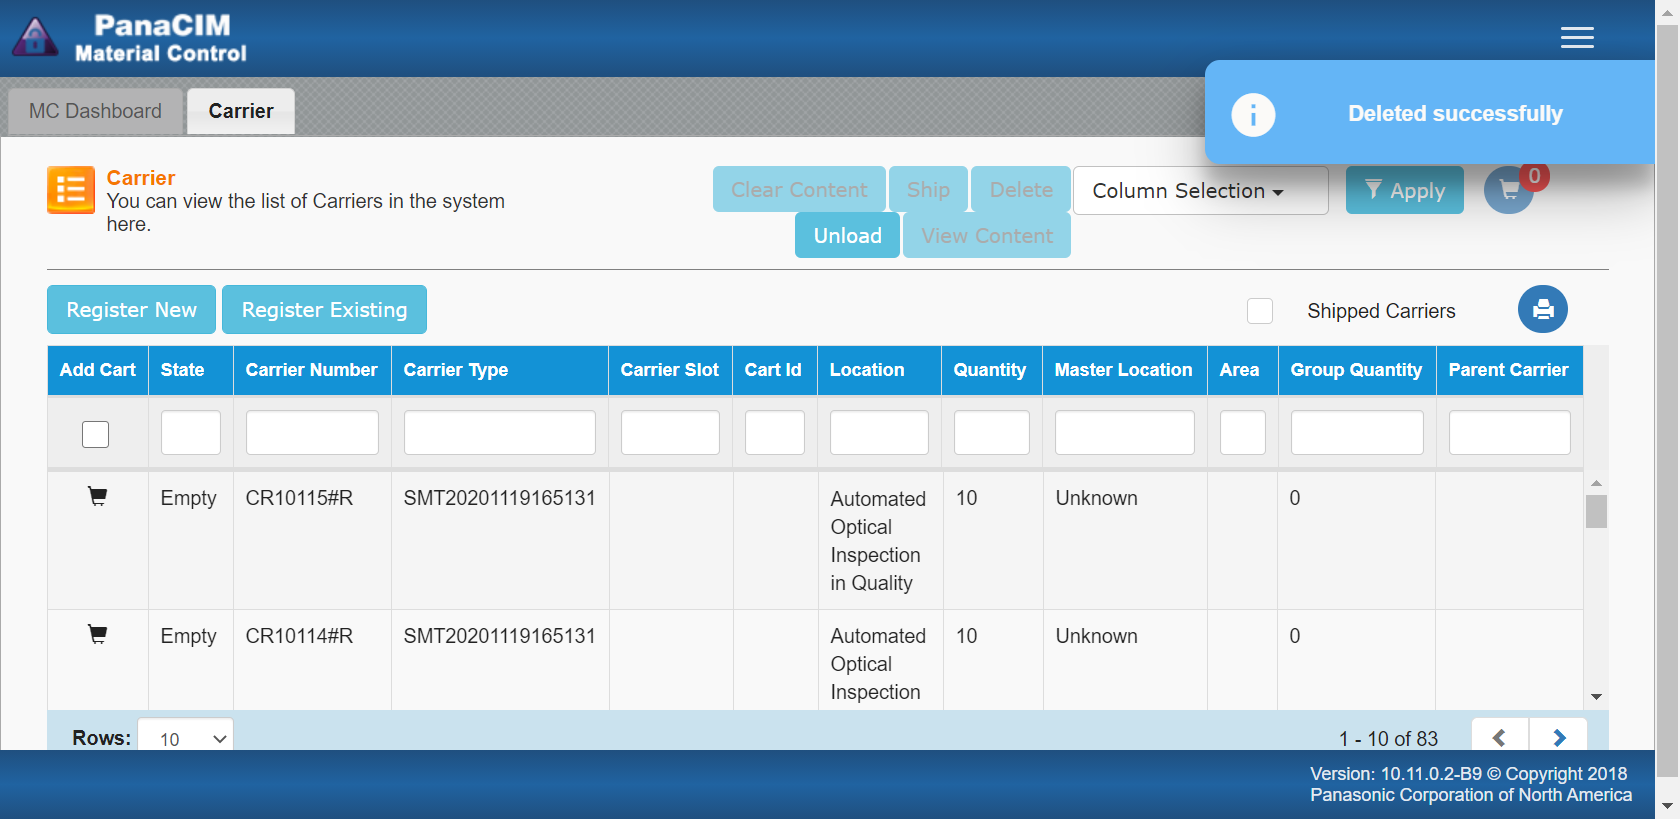 PanaCIM
Material Control
MC Dashboard
Carrier
Deleted successfully
Carrier
You can view the list of Carriers in the system
here.
Clear Content
Ship
Delete
Column Selection
Apply
0
Unload
View Content
Register New
Register Existing
Shipped Carriers
Add Cart State Carrier Number Carrier Type Carrier Slot Cart Id Location Quantity Master Location Area Group Quantity Parent Carrier
Empty CR10115#R SMT20201119165131 Automated 10 Unknown 0
Optical
Inspection
in Quality
Empty CR10114#R SMT20201119165131 Automated 10 Unknown 0
Optical
Inspection
Rows: 10
1 - 10 of 83
Version: 10.11.0.2-B9 © Copyright 2018
Panasonic Corporation of North America